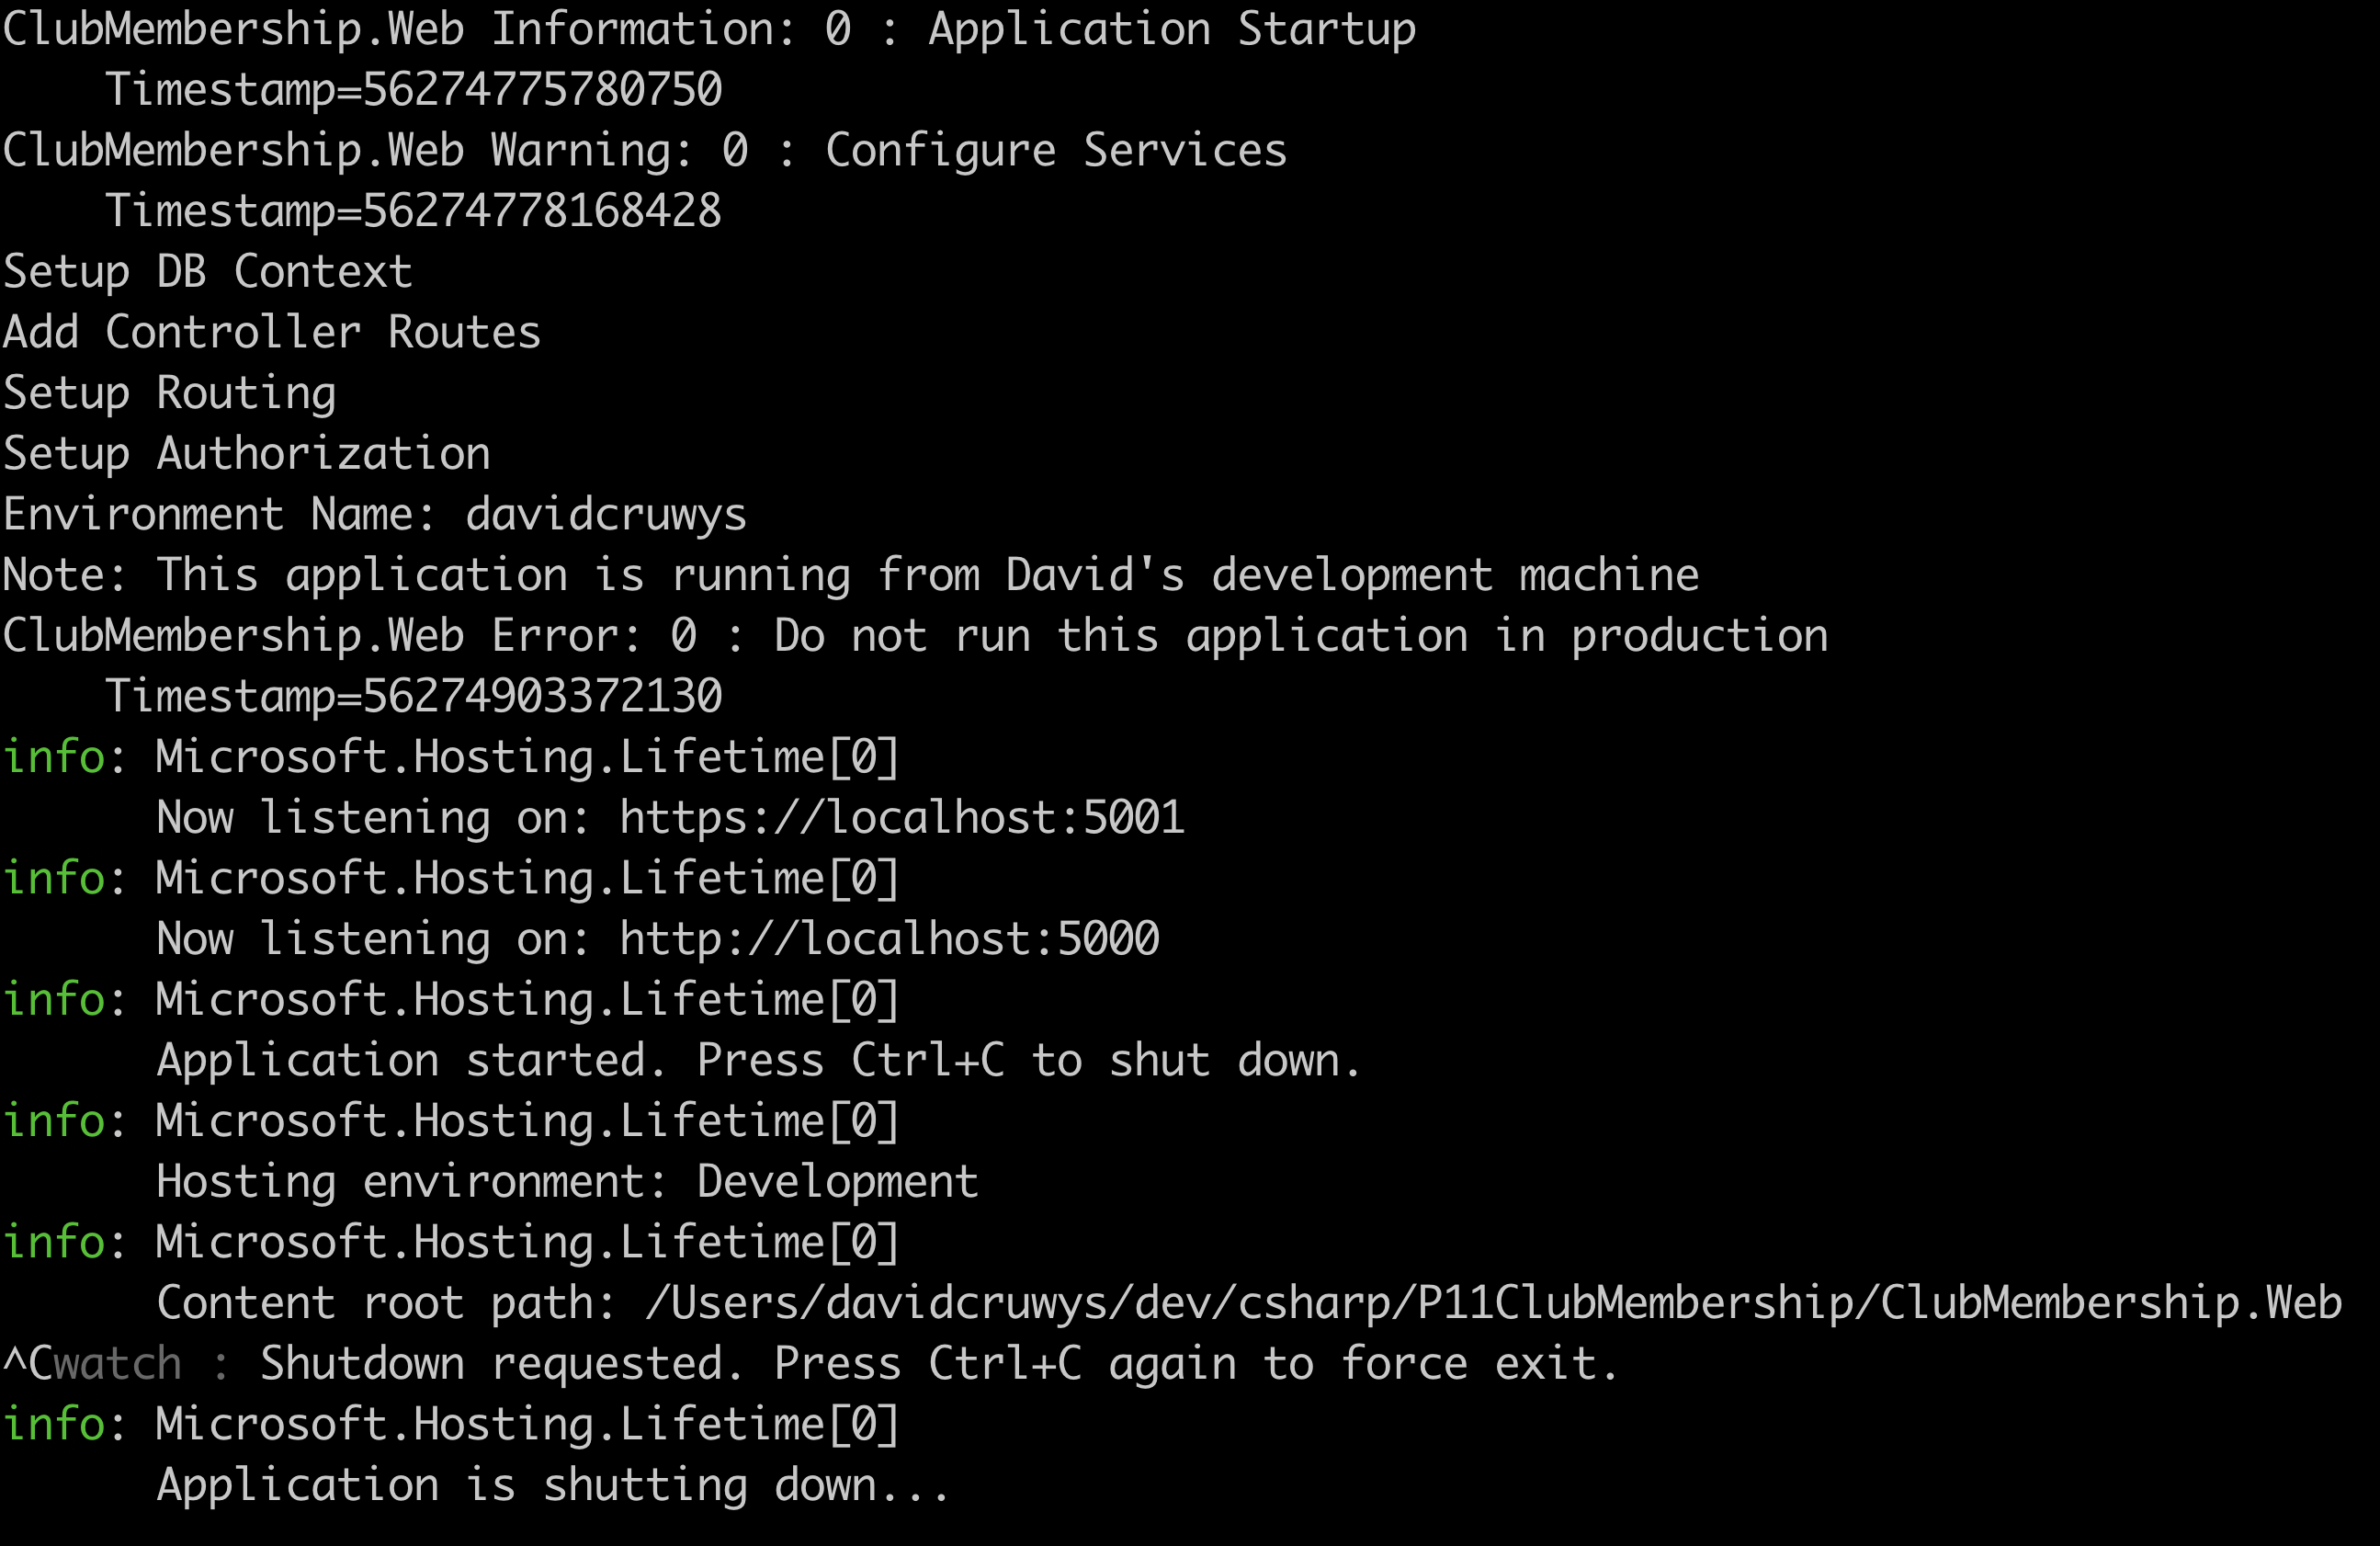 ClubMembership.Web Information: 0 : Application Startup
    Timestamp=56274775780750
ClubMembership.Web Warning: 0 : Configure Services
    Timestamp=56274778168428
Setup DB Context
Add Controller Routes
Setup Routing
Setup Authorization
Environment Name: davidcruwys
Note: This application is running from David's development machine
ClubMembership.Web Error: 0 : Do not run this application in production
    Timestamp=56274903372130
info: Microsoft.Hosting.Lifetime[0]
      Now listening on: https://localhost:5001
info: Microsoft.Hosting.Lifetime[0]
      Now listening on: http://localhost:5000
info: Microsoft.Hosting.Lifetime[0]
      Application started. Press Ctrl+C to shut down.
info: Microsoft.Hosting.Lifetime[0]
      Hosting environment: Development
info: Microsoft.Hosting.Lifetime[0]
      Content root path: /Users/davidcruwys/dev/csharp/P11ClubMembership/ClubMembership.Web
^Cwatch : Shutdown requested. Press Ctrl+C again to force exit.
info: Microsoft.Hosting.Lifetime[0]
      Application is shutting down...